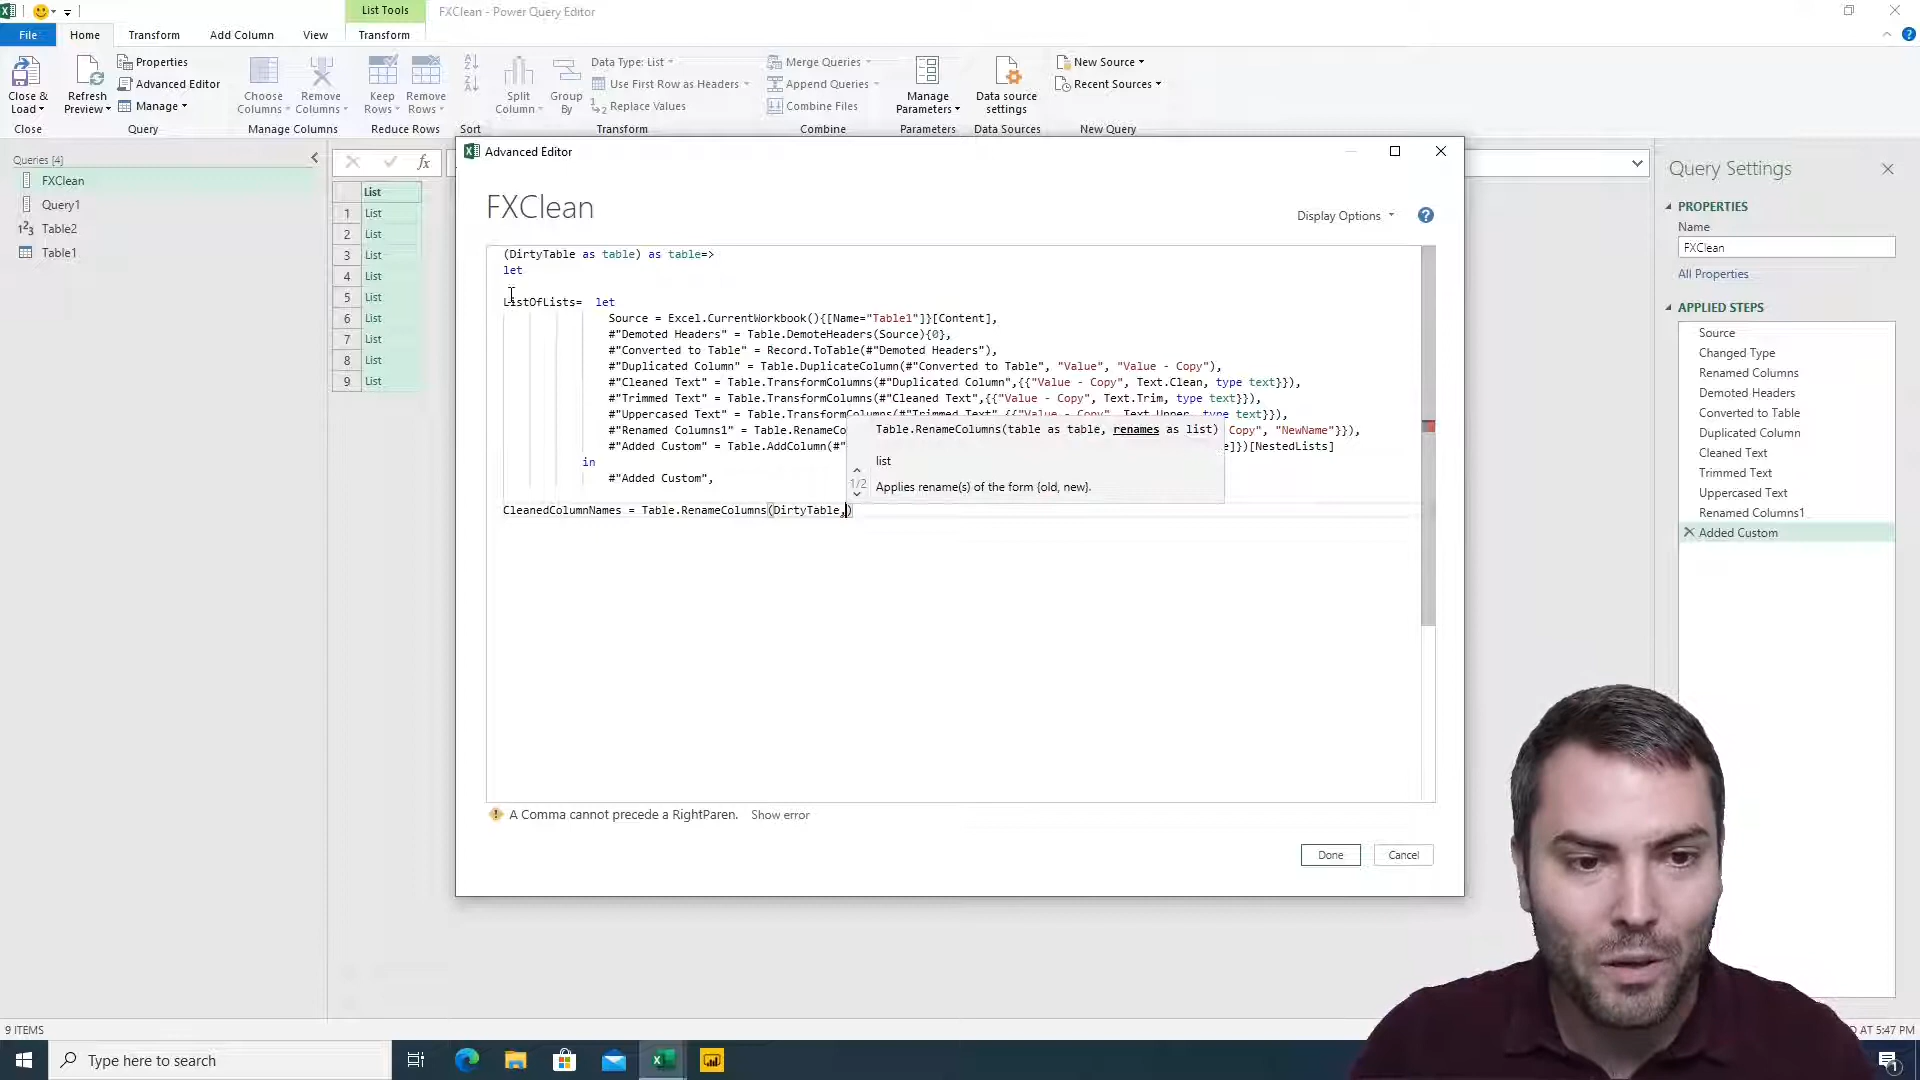 List Tools
FXClean - Power Query Editor
File
Home
Transform
Add Column
View
Transform
Close &
Load
Close
Refresh
Preview
Properties
Advanced Editor
Manage
Query
Choose
Columns
Remove
Columns
Manage Columns
Keep
Rows
Remove
Rows
Reduce Rows
Sort
Split
Column
Group
By
Data Type: List
Use First Row as Headers
Replace Values
Transform
Merge Queries
Append Queries
Combine Files
Combine
Manage
Parameters
Parameters
Data source
settings
Data Sources
New Source
Recent Sources
New Query
Queries [4]
FXClean
Query1
Table2
Table1
List
1 List
2 List
3 List
4 List
5 List
6 List
7 List
8 List
9 List
Advanced Editor
FXClean
Display Options
(DirtyTable as table) as table=>
let
ListOfLists= let
Source = Excel.CurrentWorkbook(){[Name="Table1"]}[Content],
#"Demoted Headers" = Table.DemoteHeaders(Source){0},
#"Converted to Table" = Record.ToTable(#"Demoted Headers"),
#"Duplicated Column" = Table.DuplicateColumn(#"Converted to Table", "Value", "Value - Copy"),
#"Cleaned Text" = Table.TransformColumns(#"Duplicated Column",{{"Value - Copy", Text.Clean, type text}}),
#"Trimmed Text" = Table.TransformColumns(#"Cleaned Text",{{"Value - Copy", Text.Trim, type text}}),
#"Uppercased Text" = Table.TransformColumns(#"Trimmed Text",{{"Value - Copy", Text.Upper, type text}}),
#"Renamed Columns1" = Table.RenameCo Copy", "NewName"}}),
#"Added Custom" = Table.AddColumn(#" e]})[NestedLists]
in
#"Added Custom",
Table.RenameColumns(table as table, renames as list)
list
1/2
Applies rename(s) of the form {old, new}.
CleanedColumnNames = Table.RenameColumns(DirtyTable,)
A Comma cannot precede a RightParen. Show error
Done
Cancel
Query Settings
PROPERTIES
Name
FXClean
All Properties
APPLIED STEPS
Source
Changed Type
Renamed Columns
Demoted Headers
Converted to Table
Duplicated Column
Cleaned Text
Trimmed Text
Uppercased Text
Renamed Columns1
Added Custom
9 ITEMS
AT 5:47 PM
Type here to search